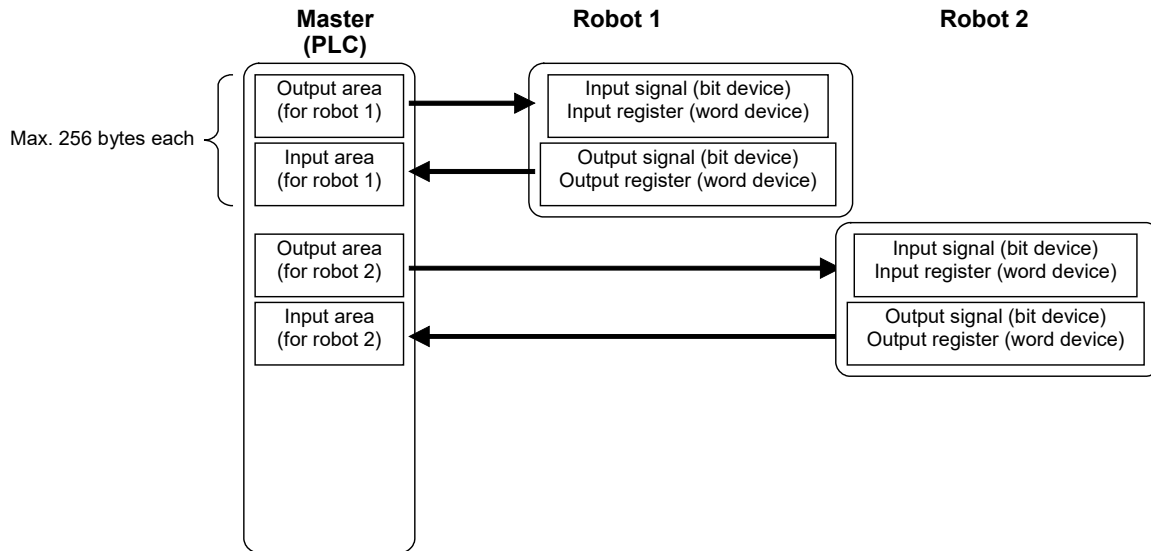 Master
(PLC)
Robot 1
Robot 2
Max. 256 bytes each
Output area
(for robot 1)
Input signal (bit device)
Input register (word device)
Input area
(for robot 1)
Output signal (bit device)
Output register (word device)
Output area
(for robot 2)
Input signal (bit device)
Input register (word device)
Input area
(for robot 2)
Output signal (bit device)
Output register (word device)